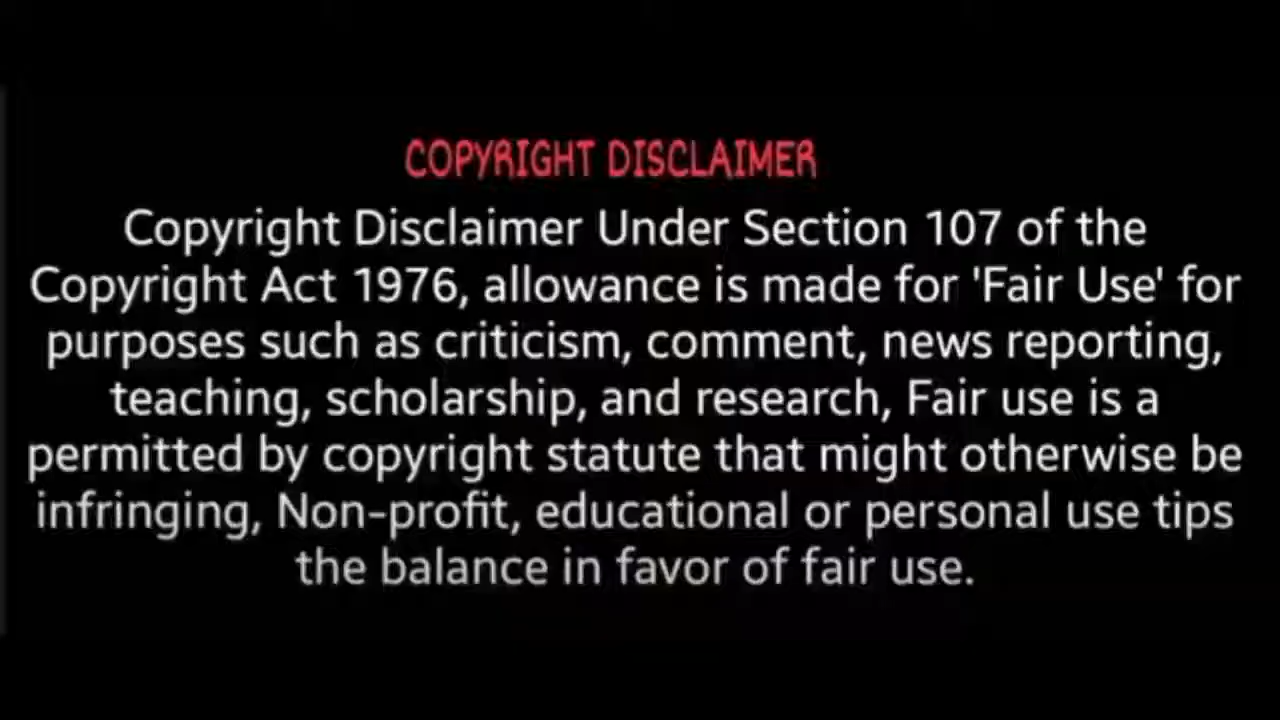 COPYRIGHT DISCLAIMER
Copyright Disclaimer Under Section 107 of the
Copyright Act 1976, allowance is made for 'Fair Use' for
purposes such as criticism, comment, news reporting,
teaching, scholarship, and research, Fair use is a
permitted by copyright statute that might otherwise be
infringing, Non-profit, educational or personal use tips
the balance in favor of fair use.